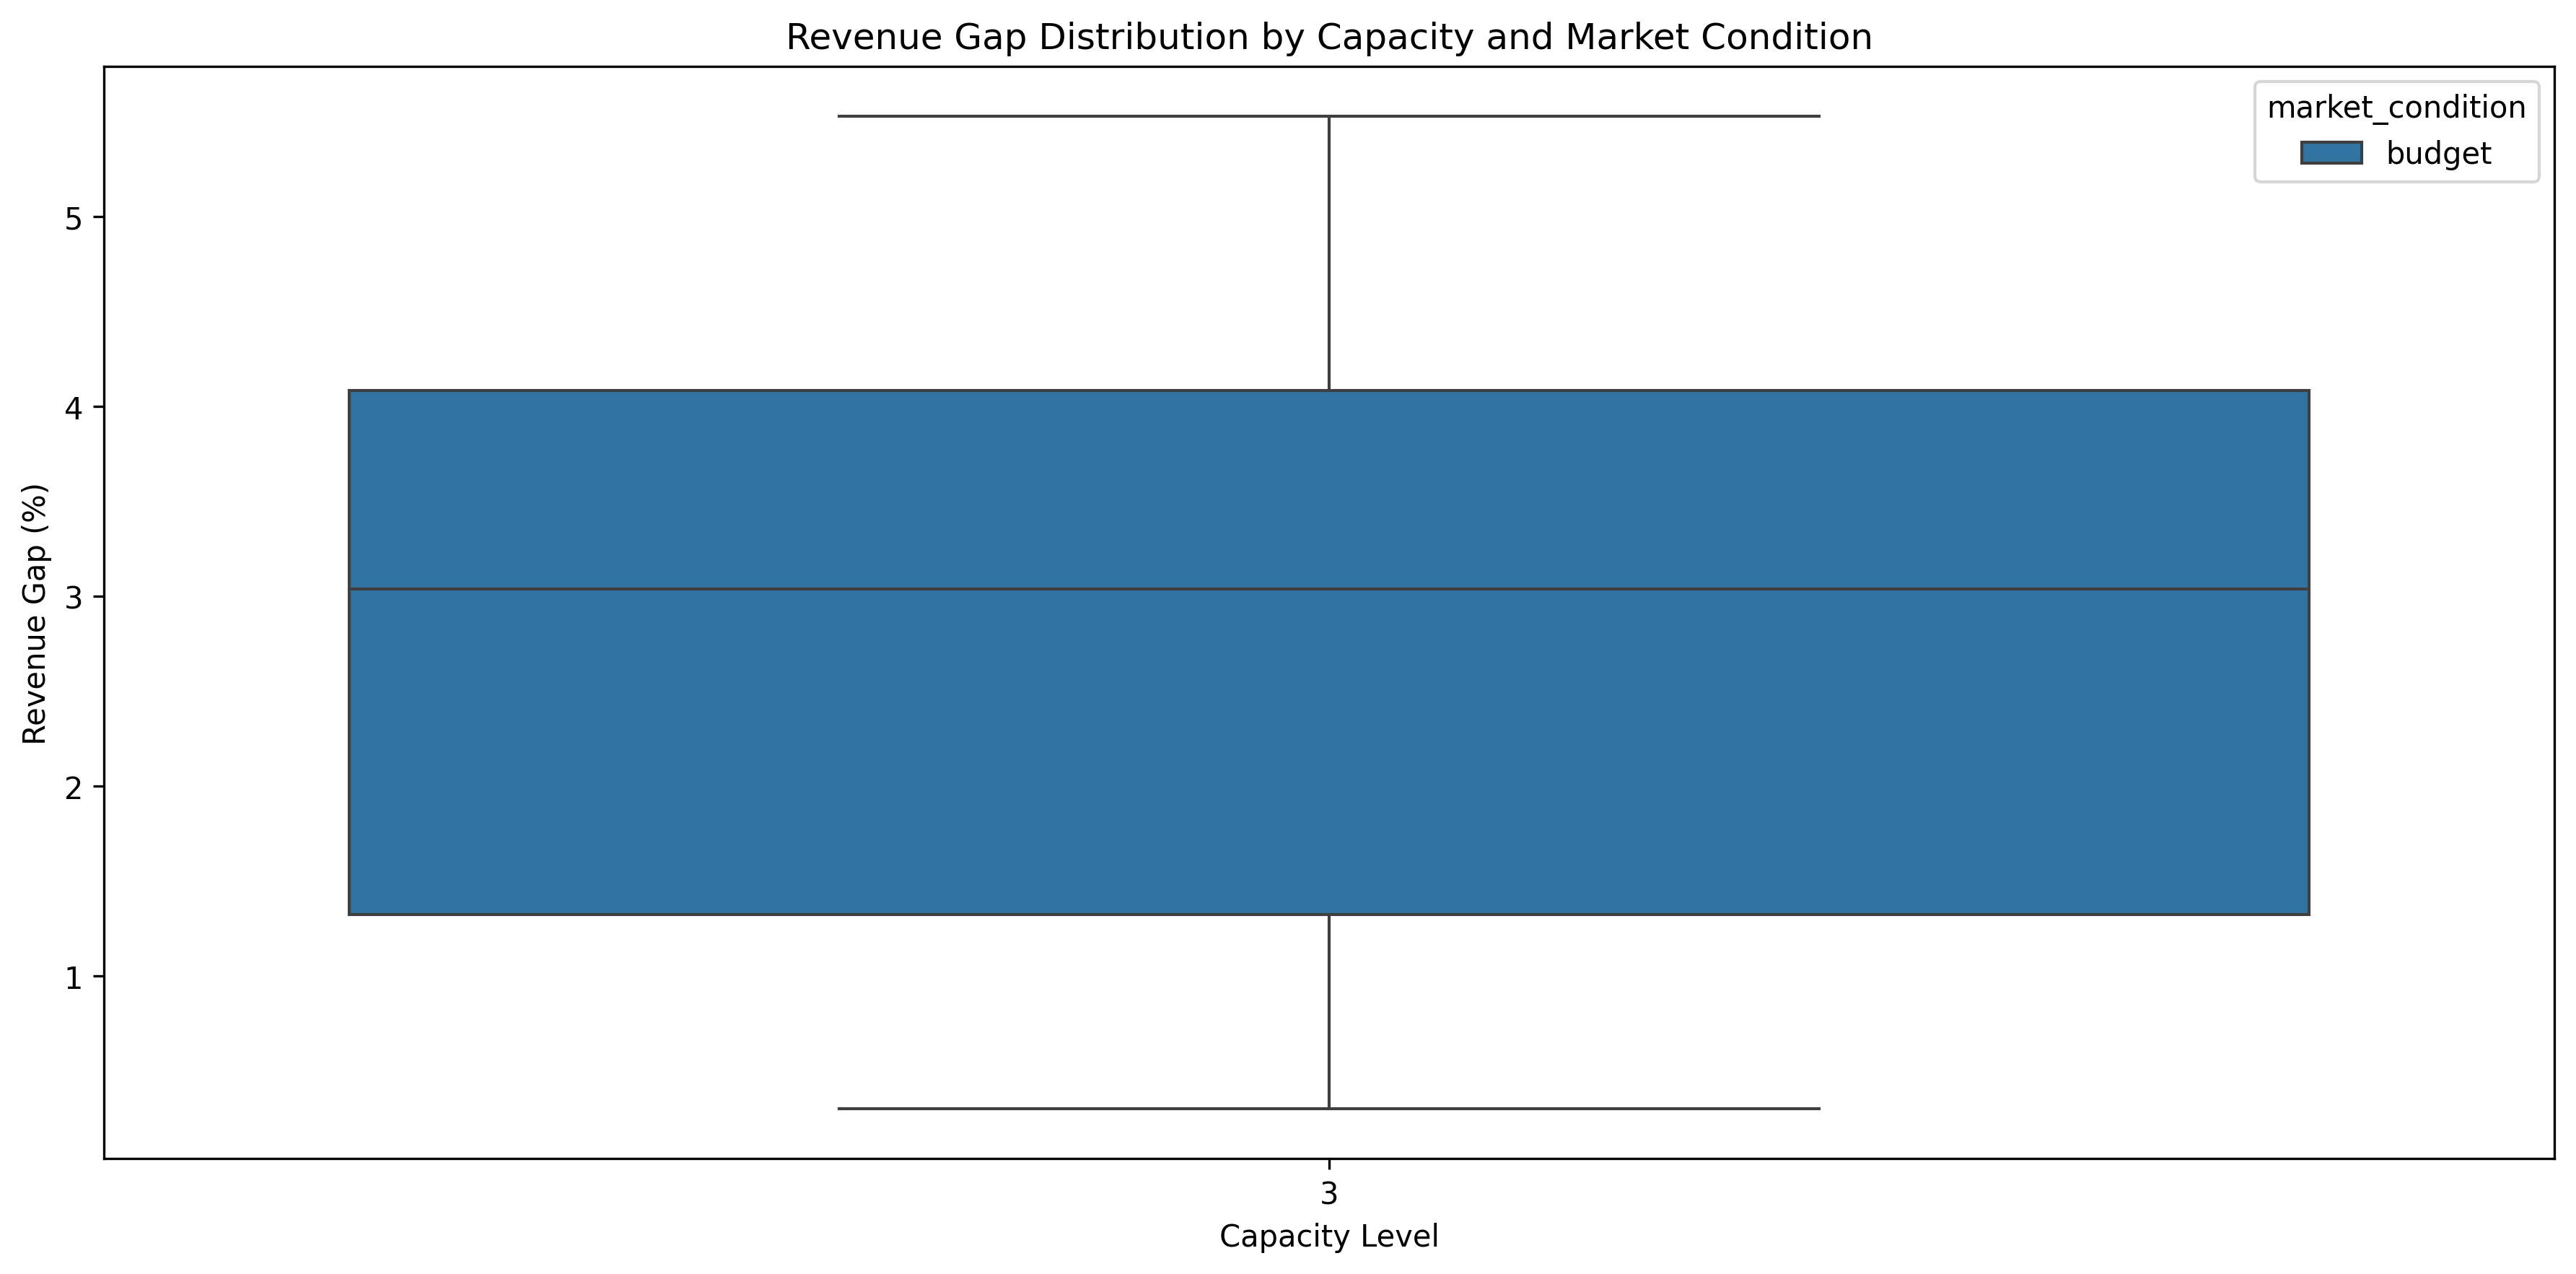 Revenue Gap Distribution by Capacity and Market Condition
market_condition
budget
Revenue Gap (%)
5
4
3
2
1
3
Capacity Level